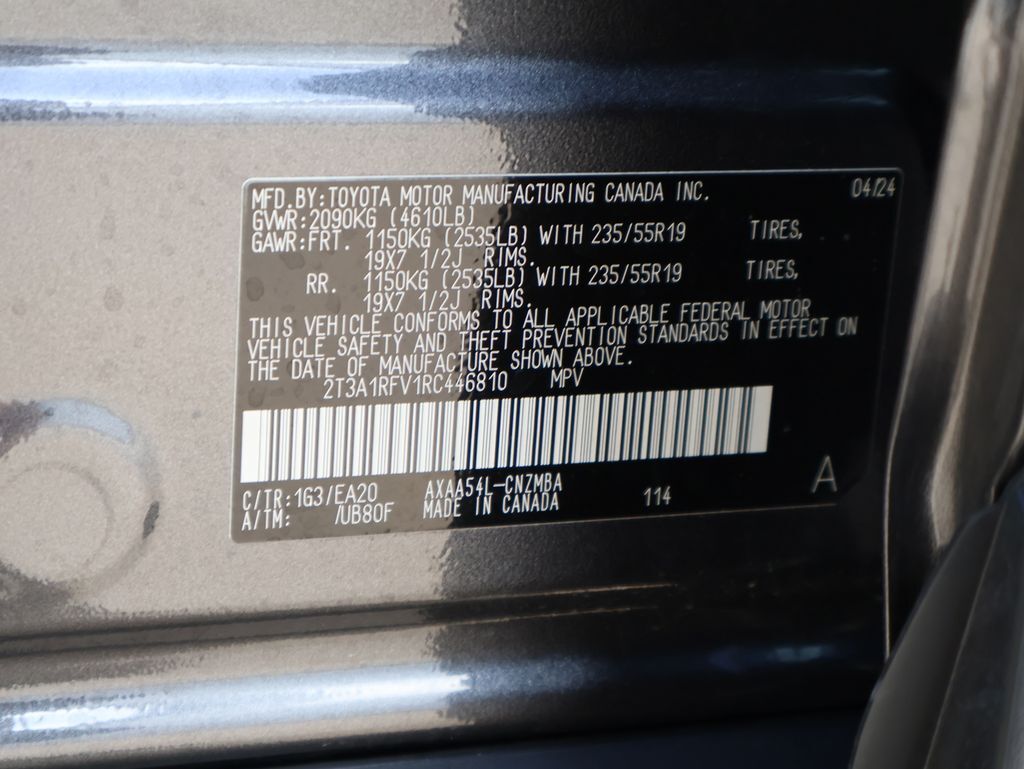 MFD.BY:TOYOTA MOTOR MANUFACTURING CANADA INC. 04/24
GVWR:2090KG (4610LB)
GAWR:FRT. 1150KG (2535LB) WITH 235/55R19 TIRES,
19X7 1/2J RIMS.
RR. 1150KG (2535LB) WITH 235/55R19 TIRES,
19X7 1/2J RIMS.
THIS VEHICLE CONFORMS TO ALL APPLICABLE FEDERAL MOTOR
VEHICLE SAFETY AND THEFT PREVENTION STANDARDS IN EFFECT ON
THE DATE OF MANUFACTURE SHOWN ABOVE.
2T3A1RFV1RC446810 MPV
C/TR:1G3/EA20 AXAA54L-CNZMBA
A/TM: /UB80F MADE IN CANADA 114 A